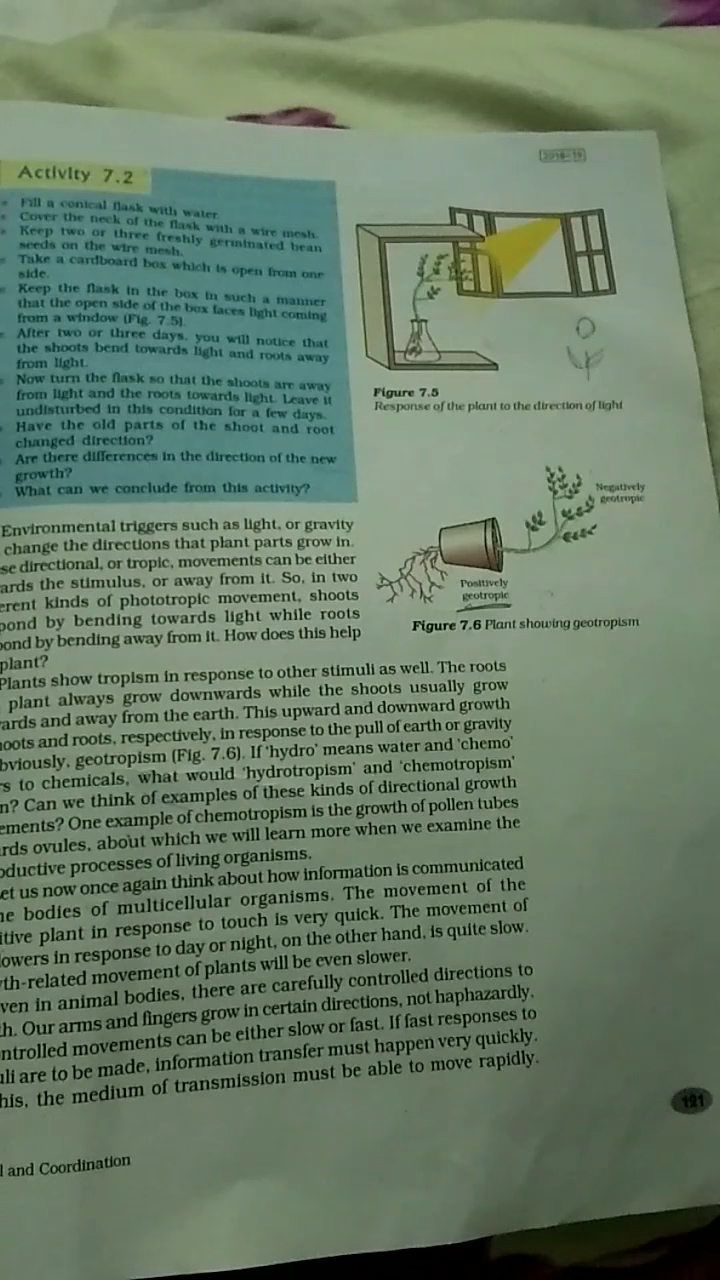 2018-19
Activity 7.2
Fill a conical flask with water.
Cover the neck of the flask with a wire mesh.
Keep two or three freshly germinated bean
seeds on the wire mesh.
Take a cardboard box which is open from one
side.
Keep the flask in the box in such a manner
that the open side of the box faces light coming
from a window (Fig. 7.5).
After two or three days, you will notice that
the shoots bend towards light and roots away
from light.
Now turn the flask so that the shoots are away
from light and the roots towards light. Leave it
undisturbed in this condition for a few days.
Have the old parts of the shoot and root
changed direction?
Are there differences in the direction of the new
growth?
What can we conclude from this activity?
Figure 7.5
Response of the plant to the direction of light
Negatively
geotropic
Positively
geotropic
Figure 7.6 Plant showing geotropism
Environmental triggers such as light, or gravity
change the directions that plant parts grow in.
se directional, or tropic, movements can be either
ards the stimulus, or away from it. So, in two
erent kinds of phototropic movement, shoots
pond by bending towards light while roots
pond by bending away from it. How does this help
plant?
Plants show tropism in response to other stimuli as well. The roots
plant always grow downwards while the shoots usually grow
ards and away from the earth. This upward and downward growth
hoots and roots, respectively, in response to the pull of earth or gravity
bviously, geotropism (Fig. 7.6). If 'hydro' means water and 'chemo'
rs to chemicals, what would 'hydrotropism' and 'chemotropism'
n? Can we think of examples of these kinds of directional growth
ements? One example of chemotropism is the growth of pollen tubes
rds ovules, about which we will learn more when we examine the
oductive processes of living organisms.
et us now once again think about how information is communicated
he bodies of multicellular organisms. The movement of the
itive plant in response to touch is very quick. The movement of
lowers in response to day or night, on the other hand, is quite slow.
th-related movement of plants will be even slower.
ven in animal bodies, there are carefully controlled directions to
th. Our arms and fingers grow in certain directions, not haphazardly.
ntrolled movements can be either slow or fast. If fast responses to
uli are to be made, information transfer must happen very quickly.
his, the medium of transmission must be able to move rapidly.
l and Coordination
121